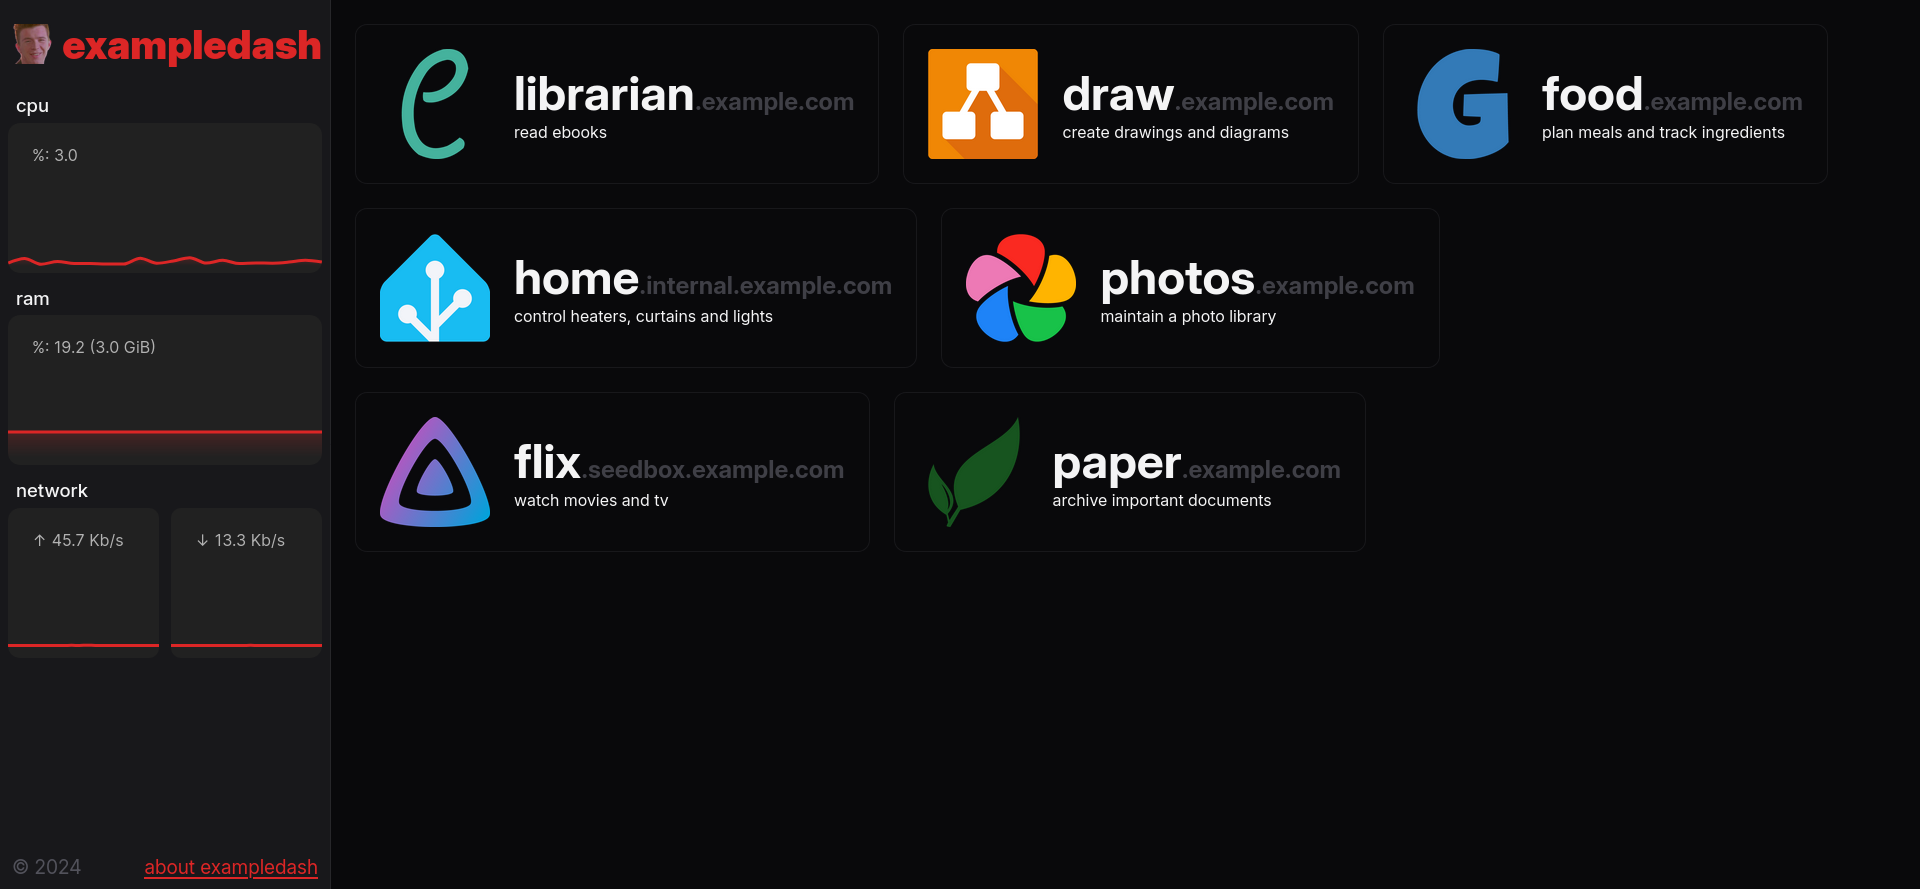 exampledash
cpu
%: 3.0
ram
%: 19.2 (3.0 GiB)
network
↑ 45.7 Kb/s
↓ 13.3 Kb/s
© 2024
about exampledash
librarian.example.com
read ebooks
draw.example.com
create drawings and diagrams
food.example.com
plan meals and track ingredients
home.internal.example.com
control heaters, curtains and lights
photos.example.com
maintain a photo library
flix.seedbox.example.com
watch movies and tv
paper.example.com
archive important documents